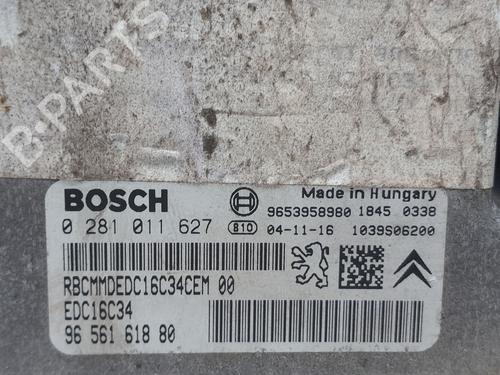 B-PARTS
BOSCH
Made in Hungary
0 281 011 627
9653958980 1845 0338
810
04-11-16 1039S06200
RBCMMDEDC16C34CEM 00
EDC16C34
96 561 618 80